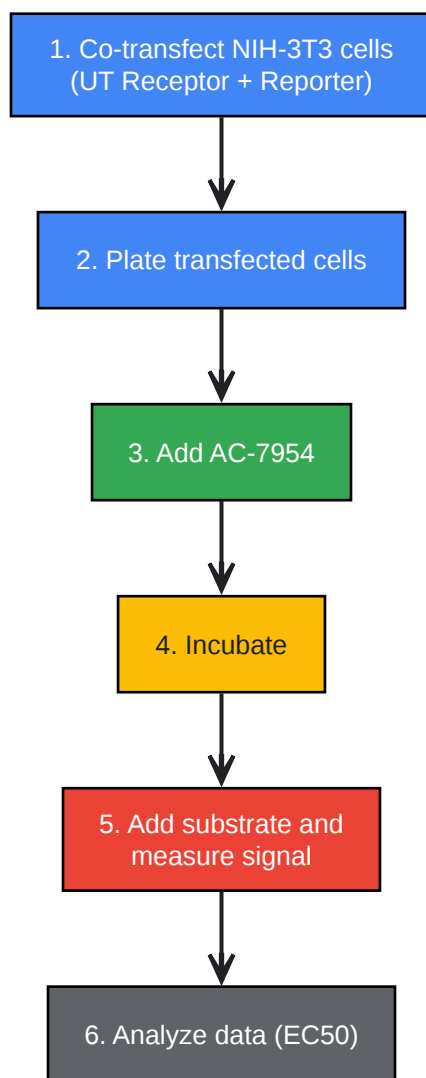 1. Co-transfect NIH-3T3 cells
(UT Receptor + Reporter)
2. Plate transfected cells
3. Add AC-7954
4. Incubate
5. Add substrate and
measure signal
6. Analyze data (EC50)